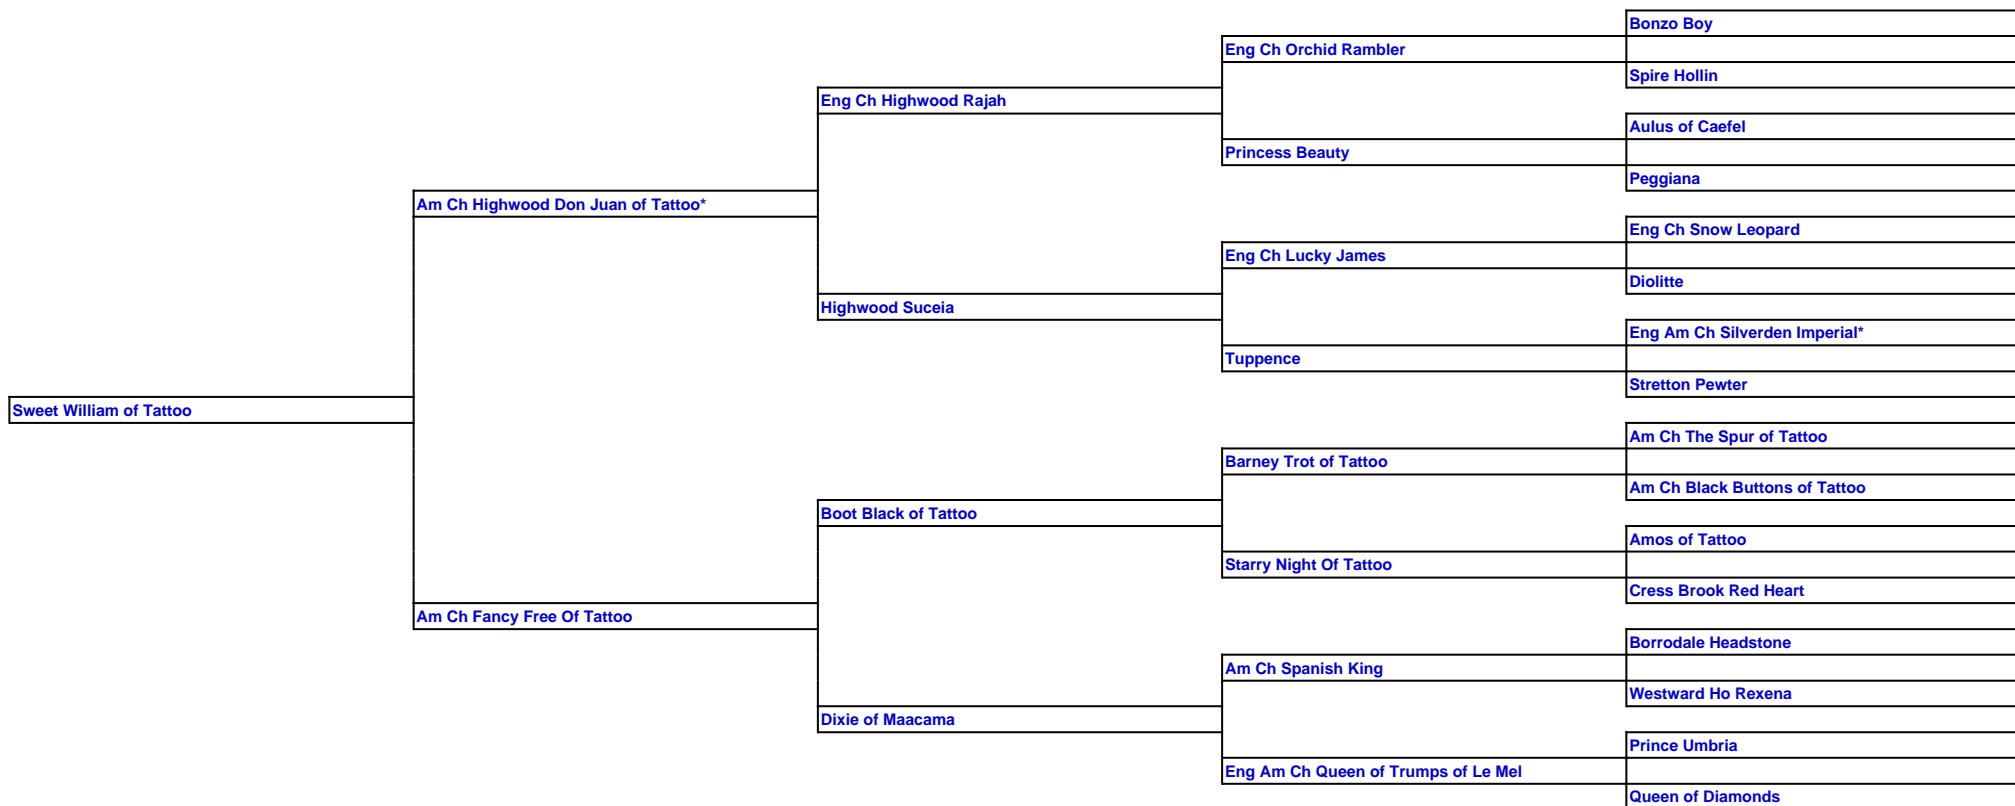 Bonzo Boy
Eng Ch Orchid Rambler
Spire Hollin
Eng Ch Highwood Rajah
Aulus of Caefel
Princess Beauty
Peggiana
Am Ch Highwood Don Juan of Tattoo*
Eng Ch Snow Leopard
Eng Ch Lucky James
Diolitte
Highwood Suceia
Eng Am Ch Silverden Imperial*
Tuppence
Stretton Pewter
Sweet William of Tattoo
Am Ch The Spur of Tattoo
Barney Trot of Tattoo
Am Ch Black Buttons of Tattoo
Boot Black of Tattoo
Amos of Tattoo
Starry Night Of Tattoo
Cress Brook Red Heart
Am Ch Fancy Free Of Tattoo
Borrodale Headstone
Am Ch Spanish King
Westward Ho Rexena
Dixie of Maacama
Prince Umbria
Eng Am Ch Queen of Trumps of Le Mel
Queen of Diamonds